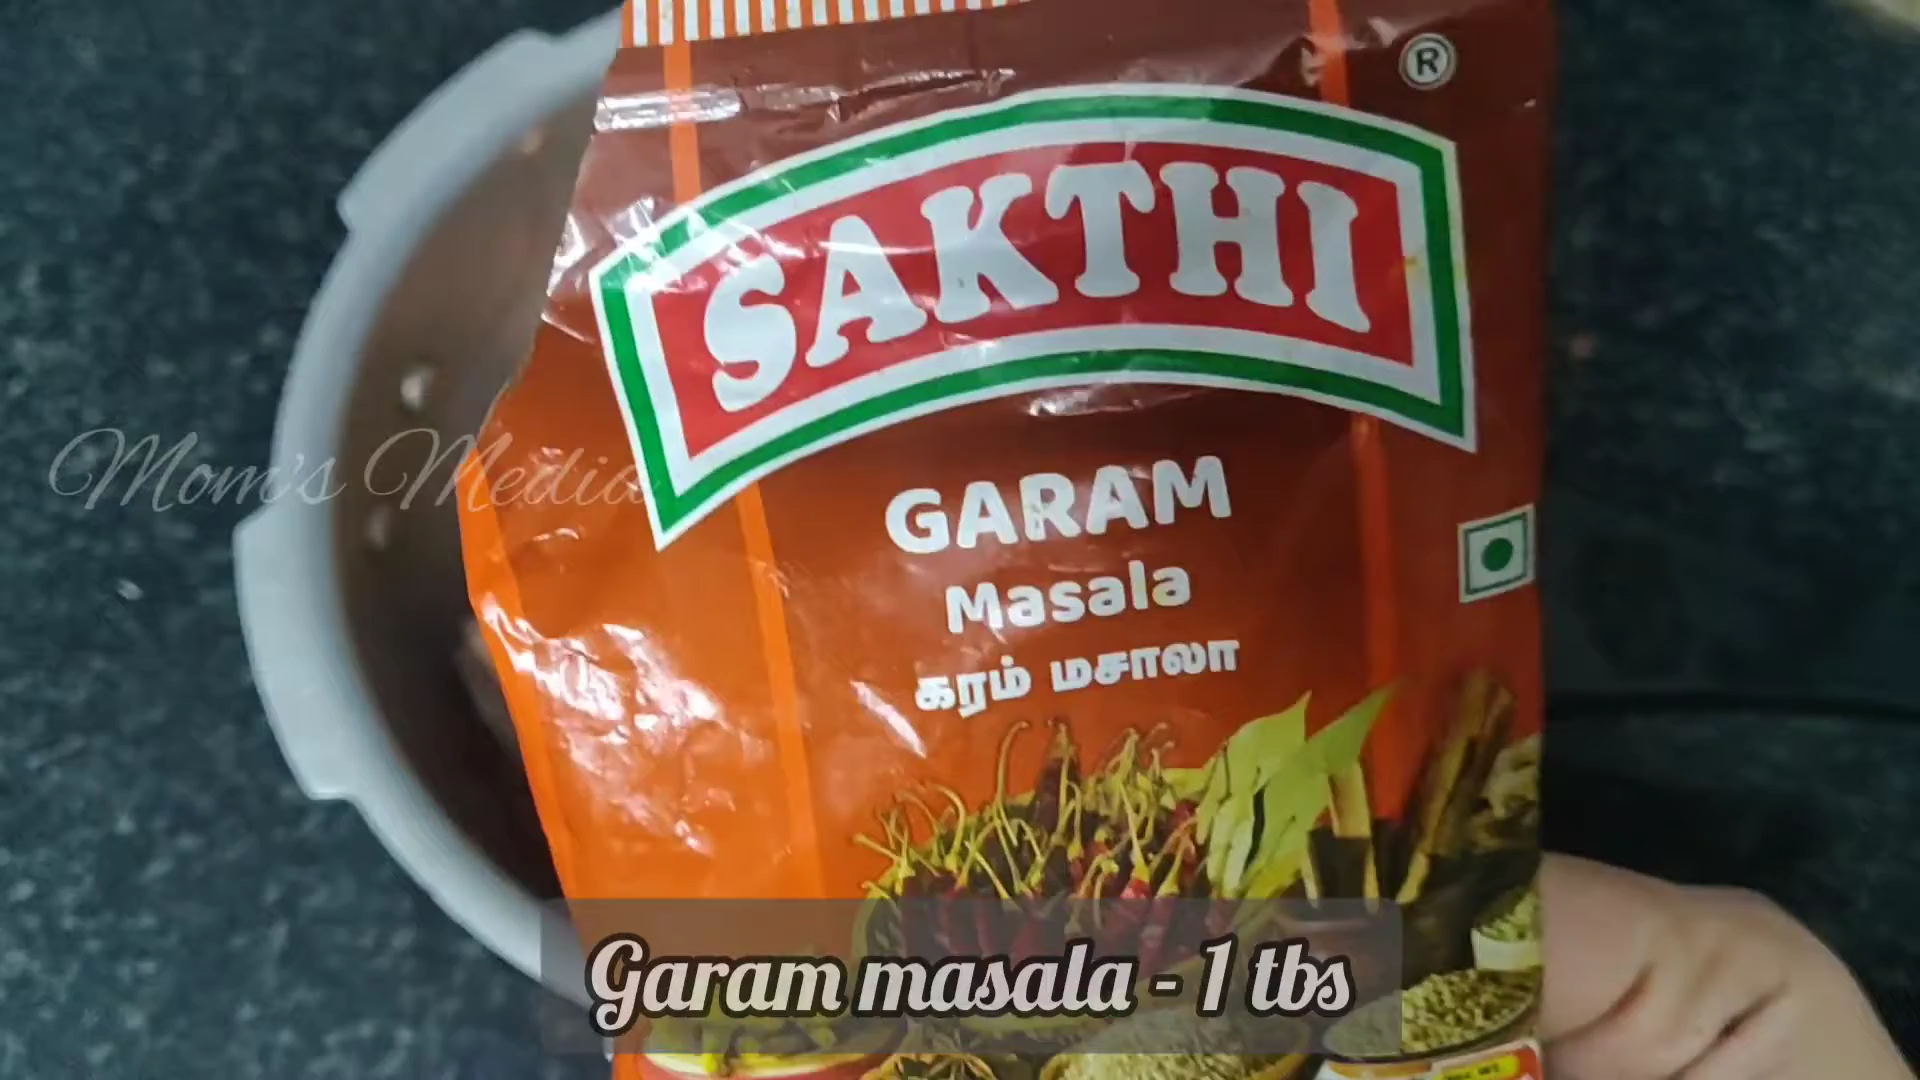 ®
SAKTHI
GARAM
Masala
கரம் மசாலா
Mom's Media
Garam masala - 1 tbs